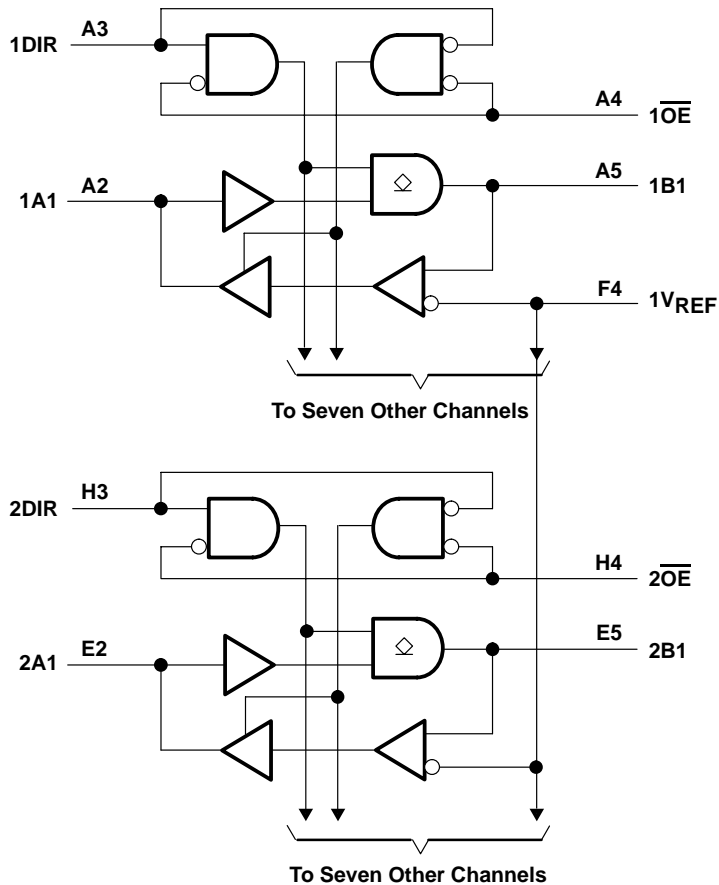 1DIR A3
A4 1OE̅
1A1 A2
A5 1B1
F4 1VREF
To Seven Other Channels
2DIR H3
H4 2OE̅
2A1 E2
E5 2B1
To Seven Other Channels